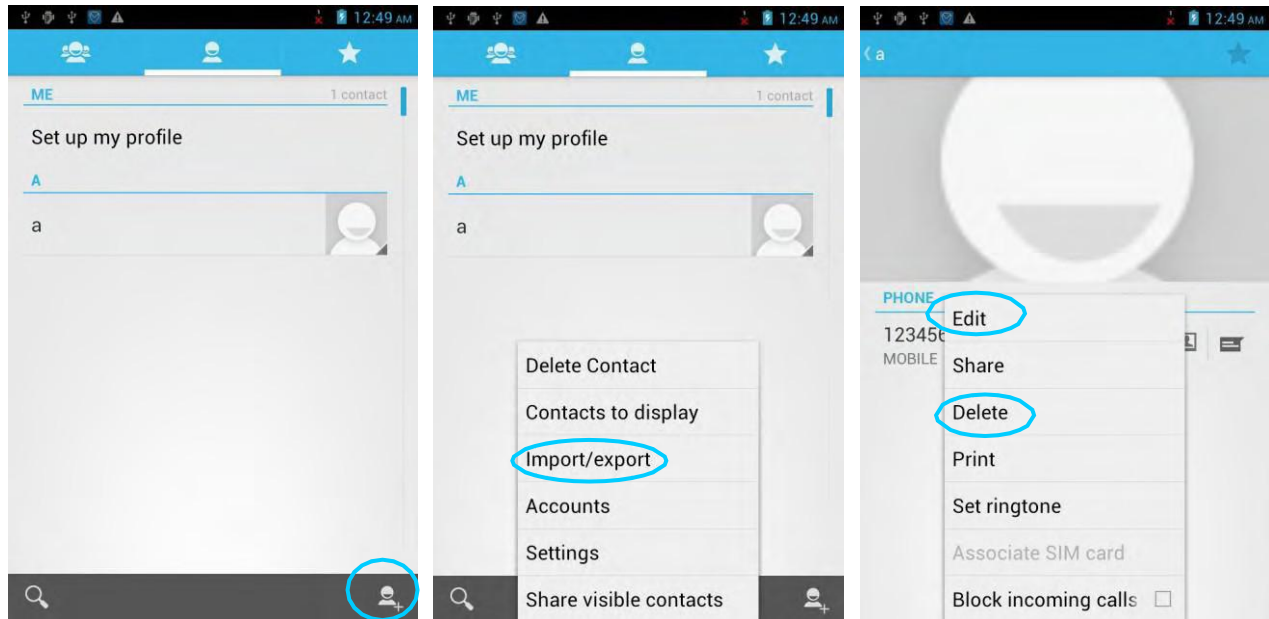 12:49 AM
ME 1 contact
Set up my profile
A
a
12:49 AM
ME 1 contact
Set up my profile
A
a
Delete Contact
Contacts to display
Import/export
Accounts
Settings
Share visible contacts
12:49 AM
a
PHONE
123456
MOBILE
Edit
Share
Delete
Print
Set ringtone
Associate SIM card
Block incoming calls